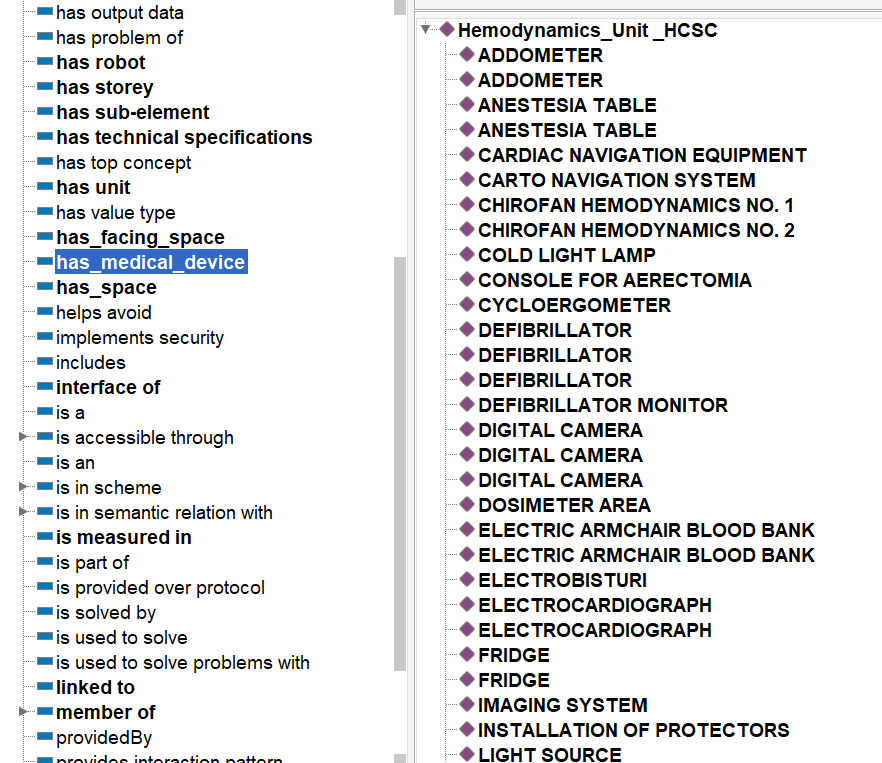 has output data
has problem of
has robot
has storey
has sub-element
has technical specifications
has top concept
has unit
has value type
has_facing_space
has_medical_device
has_space
helps avoid
implements security
includes
interface of
is a
is accessible through
is an
is in scheme
is in semantic relation with
is measured in
is part of
is provided over protocol
is solved by
is used to solve
is used to solve problems with
linked to
member of
providedBy
provides interaction pattern
Hemodynamics_Unit _HCSC
ADDOMETER
ADDOMETER
ANESTESIA TABLE
ANESTESIA TABLE
CARDIAC NAVIGATION EQUIPMENT
CARTO NAVIGATION SYSTEM
CHIROFAN HEMODYNAMICS NO. 1
CHIROFAN HEMODYNAMICS NO. 2
COLD LIGHT LAMP
CONSOLE FOR AERECTOMIA
CYCLOERGOMETER
DEFIBRILLATOR
DEFIBRILLATOR
DEFIBRILLATOR
DEFIBRILLATOR MONITOR
DIGITAL CAMERA
DIGITAL CAMERA
DIGITAL CAMERA
DOSIMETER AREA
ELECTRIC ARMCHAIR BLOOD BANK
ELECTRIC ARMCHAIR BLOOD BANK
ELECTROBISTURI
ELECTROCARDIOGRAPH
ELECTROCARDIOGRAPH
FRIDGE
FRIDGE
IMAGING SYSTEM
INSTALLATION OF PROTECTORS
LIGHT SOURCE